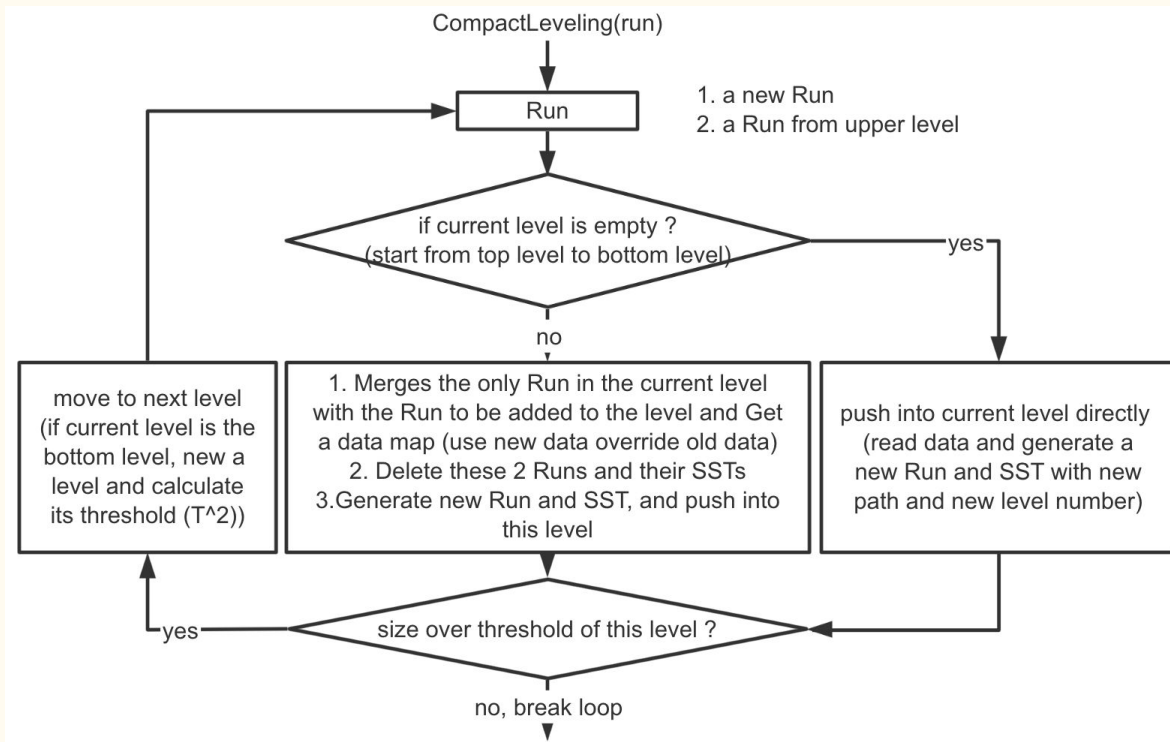 CompactLeveling(run)
Run
1. a new Run
2. a Run from upper level
if current level is empty ?
(start from top level to bottom level)
yes
no
move to next level
(if current level is the
bottom level, new a
level and calculate
its threshold (T^2))
1. Merges the only Run in the current level
with the Run to be added to the level and Get
a data map (use new data override old data)
2. Delete these 2 Runs and their SSTs
3.Generate new Run and SST, and push into
this level
push into current level directly
(read data and generate a
new Run and SST with new
path and new level number)
size over threshold of this level ?
yes
no, break loop